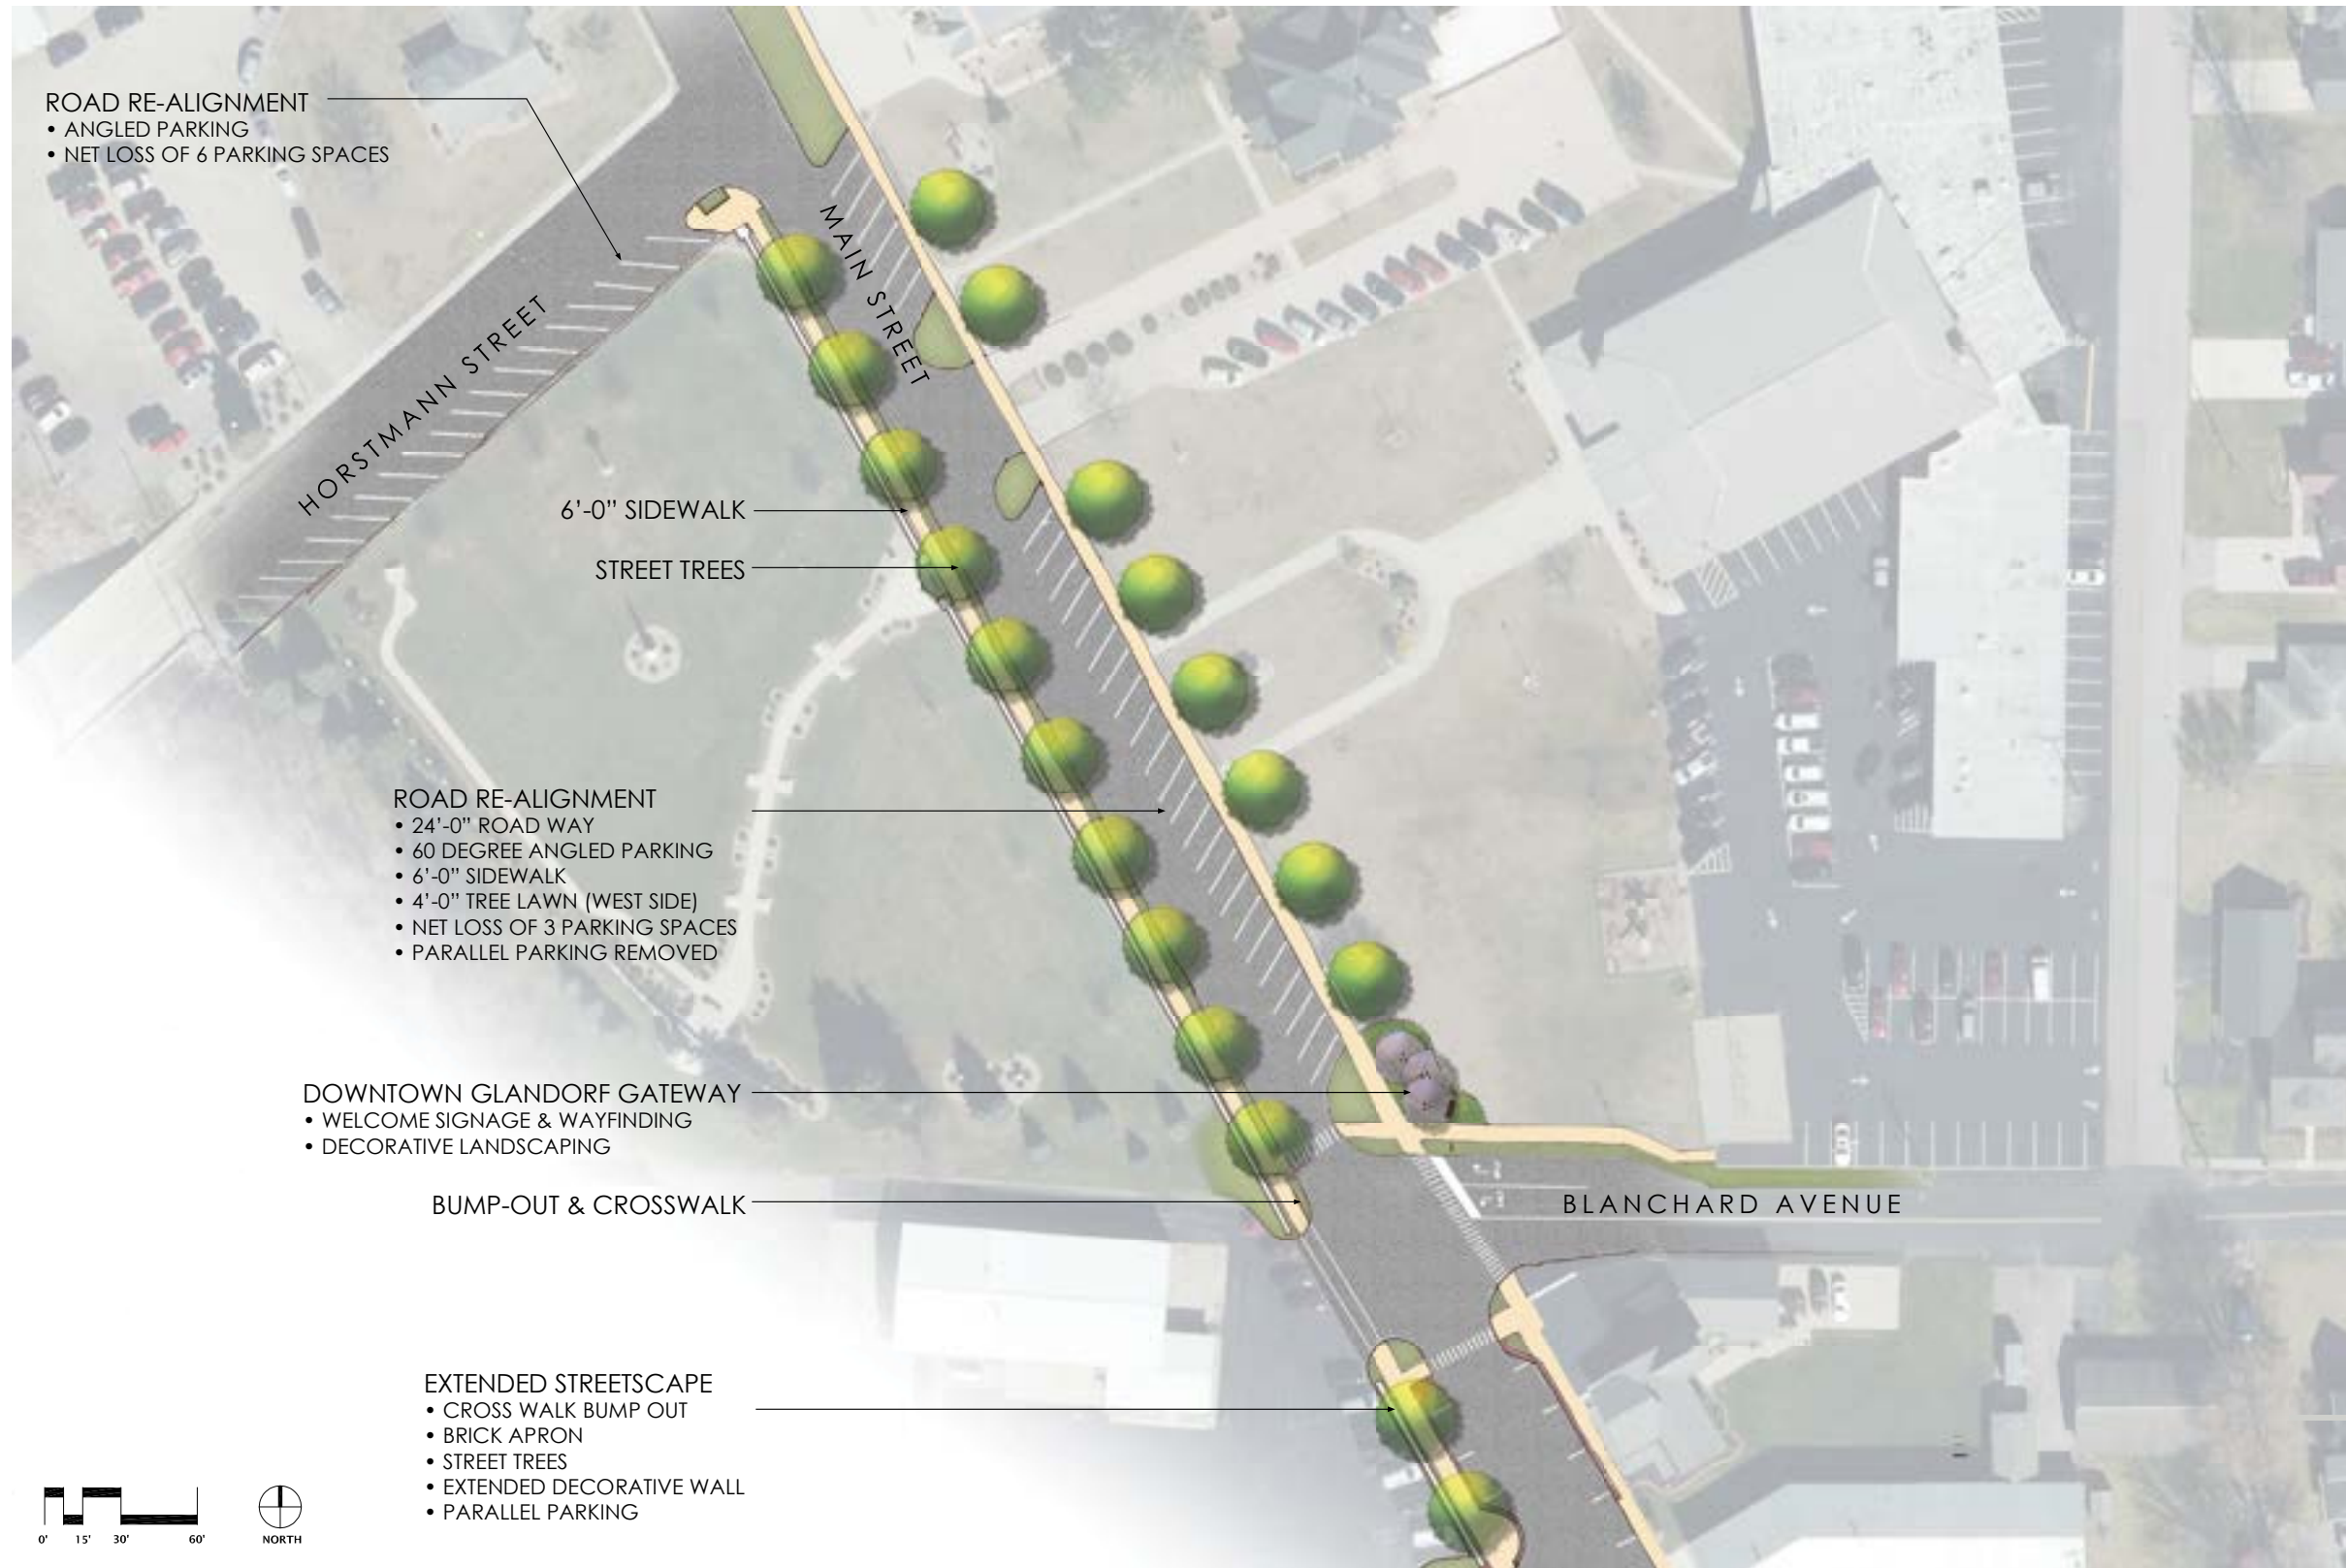 ROAD RE-ALIGNMENT
• ANGLED PARKING
• NET LOSS OF 6 PARKING SPACES
MAIN STREET
HORSTMANN STREET
6'-0” SIDEWALK
STREET TREES
ROAD RE-ALIGNMENT
• 24'-0” ROAD WAY
• 60 DEGREE ANGLED PARKING
• 6'-0” SIDEWALK
• 4'-0” TREE LAWN (WEST SIDE)
• NET LOSS OF 3 PARKING SPACES
• PARALLEL PARKING REMOVED
DOWNTOWN GLANDORF GATEWAY
• WELCOME SIGNAGE & WAYFINDING
• DECORATIVE LANDSCAPING
BUMP-OUT & CROSSWALK
BLANCHARD AVENUE
EXTENDED STREETSCAPE
• CROSS WALK BUMP OUT
• BRICK APRON
• STREET TREES
• EXTENDED DECORATIVE WALL
• PARALLEL PARKING
0' 15' 30' 60'
NORTH